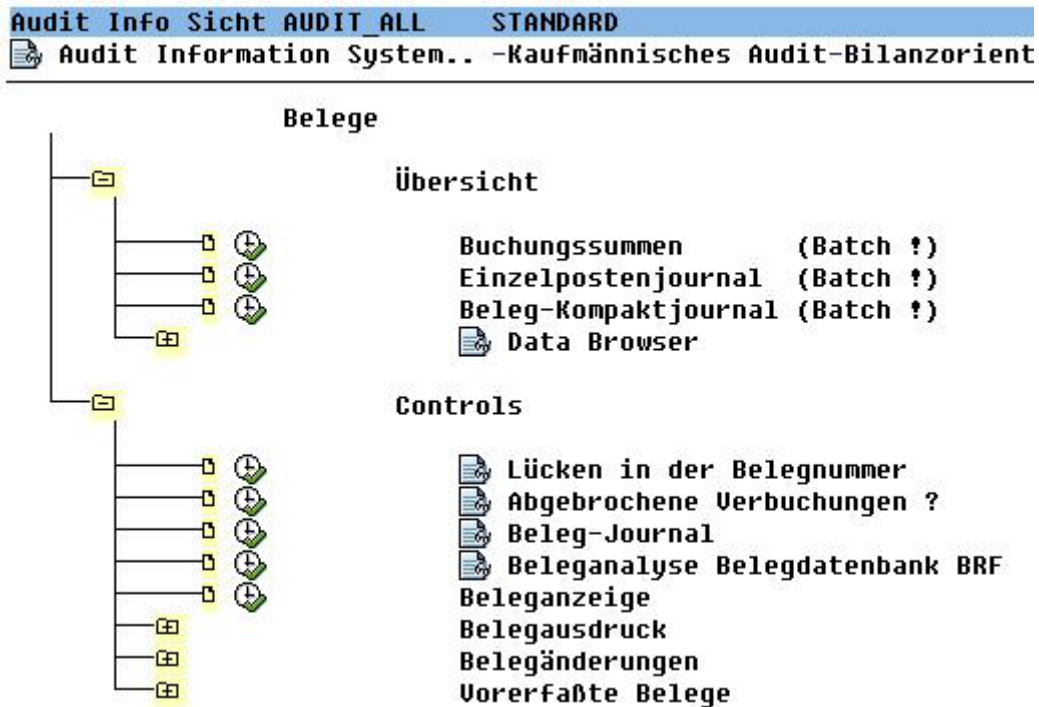 Audit Info Sicht AUDIT_ALL STANDARD
Audit Information System.. -Kaufmännisches Audit-Bilanzorient
Belege
Übersicht
Buchungssummen (Batch !)
Einzelpostenjournal (Batch !)
Beleg-Kompaktjournal (Batch !)
Data Browser
Controls
Lücken in der Belegnummer
Abgebrochene Verbuchungen ?
Beleg-Journal
Beleganalyse Belegdatenbank BRF
Beleganzeige
Belegausdruck
Belegänderungen
Vorerfaßte Belege